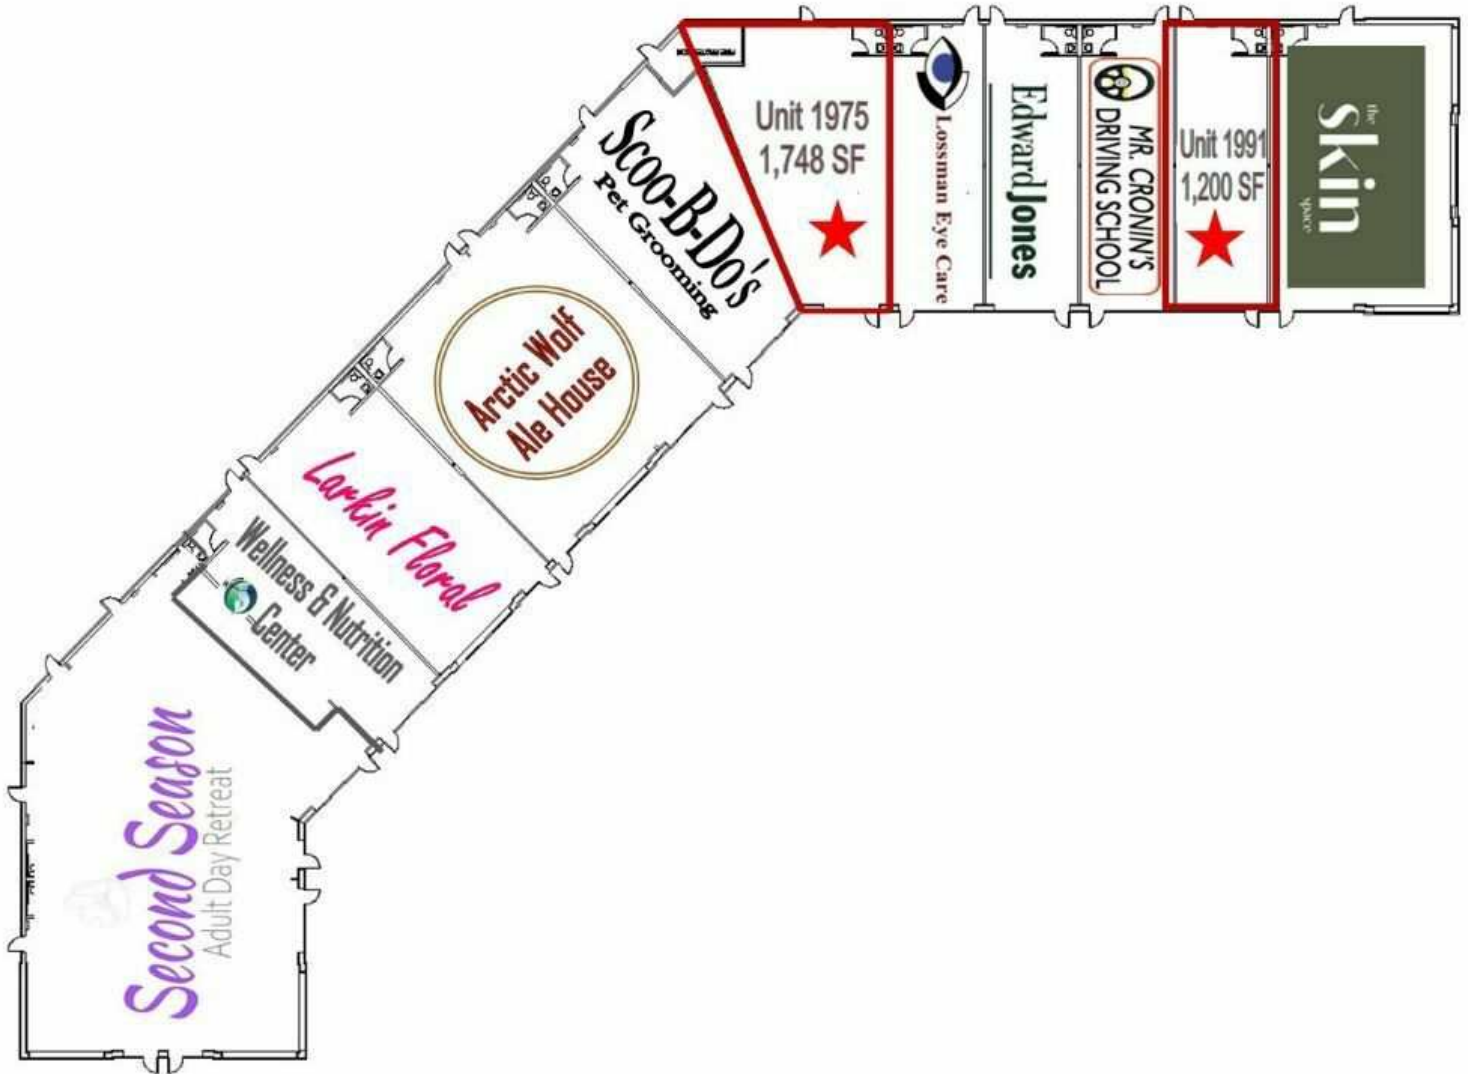 FIRE PROTECTION
Scoo-B-Do's
Pet Grooming
Unit 1975
1,748 SF
Lossman Eye Care
Edward Jones
MR. CRONIN'S
DRIVING SCHOOL
Unit 1991
1,200 SF
the
skin
space
Arctic Wolf
Ale House
Larkin Floral
Wellness & Nutrition
Center
Second Season
Adult Day Retreat